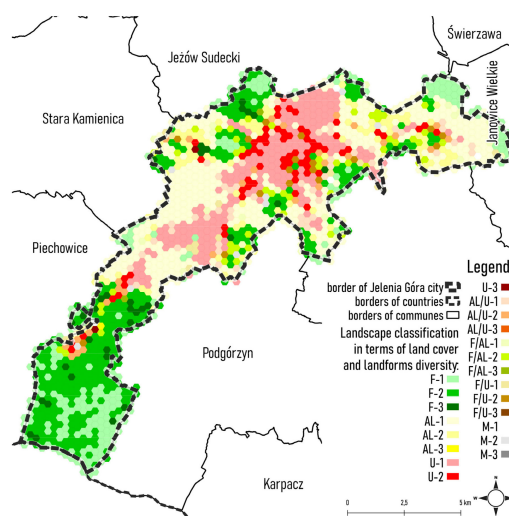 Świerzawa
Jeżów Sudecki
Janowice Wielkie
Stara Kamienica
Piechowice
Podgórzyn
Karpacz
Legend
border of Jelenia Góra city
borders of countries
borders of communes
Landscape classification
in terms of land cover
and landforms diversity:
F-1
F-2
F-3
AL-1
AL-2
AL-3
U-1
U-2
U-3
AL/U-1
AL/U-2
AL/U-3
F/AL-1
F/AL-2
F/AL-3
F/U-1
F/U-2
F/U-3
M-1
M-2
M-3
0 2,5 5 km
N
W E
S